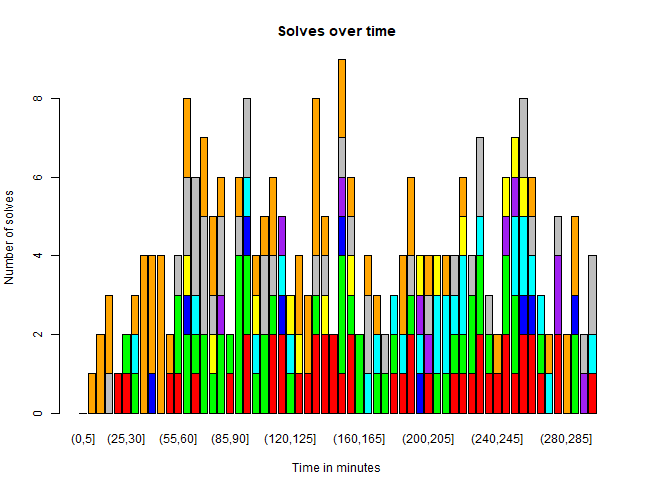 Solves over time
Number of solves
8
6
4
2
0
(0,5] (25,30] (55,60] (85,90] (120,125] (160,165] (200,205] (240,245] (280,285]
Time in minutes